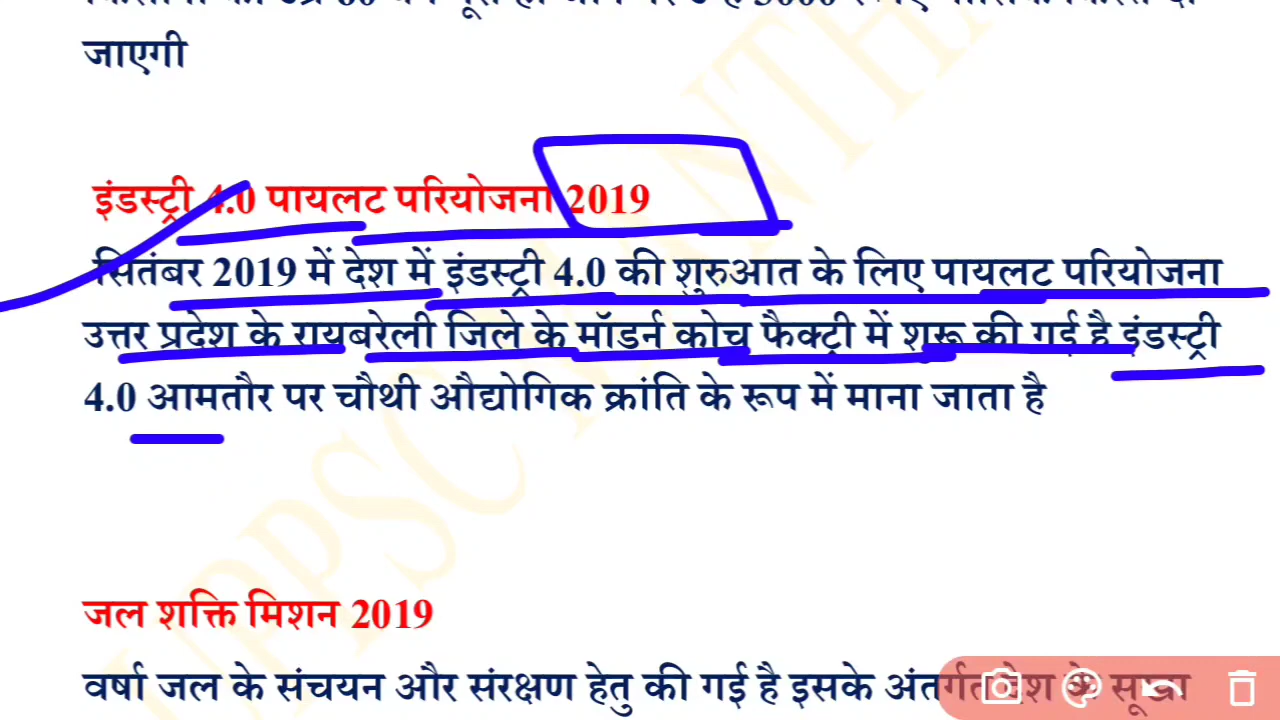 जाएगी
इंडस्ट्री 4.0 पायलट परियोजना 2019
सितंबर 2019 में देश में इंडस्ट्री 4.0 की शुरुआत के लिए पायलट परियोजना
उत्तर प्रदेश के रायबरेली जिले के मॉडर्न कोच फैक्ट्री में शुरू की गई है इंडस्ट्री
4.0 आमतौर पर चौथी औद्योगिक क्रांति के रूप में माना जाता है
जल शक्ति मिशन 2019
वर्षा जल के संचयन और संरक्षण हेतु की गई है इसके अंतर्गत देश के सूखा